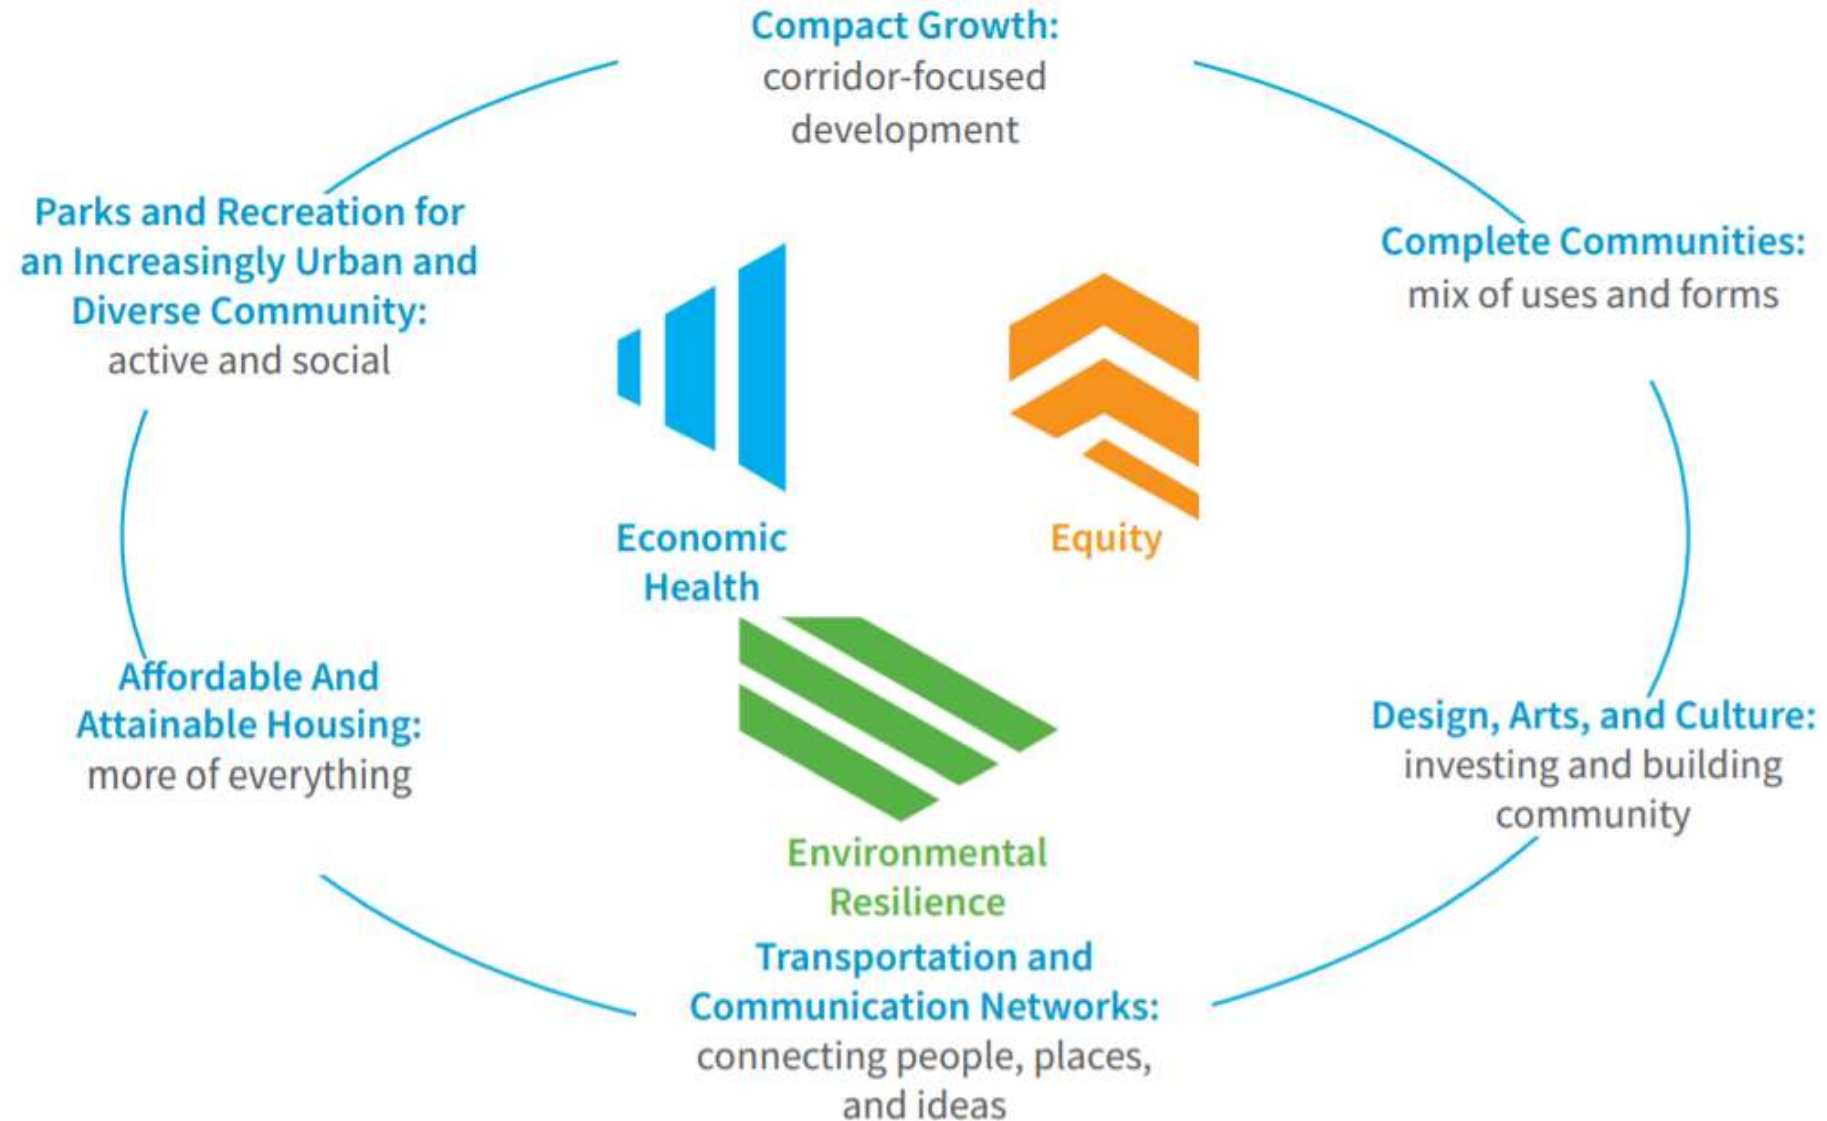 Compact Growth:
corridor-focused
development
Parks and Recreation for
an Increasingly Urban and
Diverse Community:
active and social
Complete Communities:
mix of uses and forms
Economic
Health
Equity
Affordable And
Attainable Housing:
more of everything
Design, Arts, and Culture:
investing and building
community
Environmental
Resilience
Transportation and
Communication Networks:
connecting people, places,
and ideas